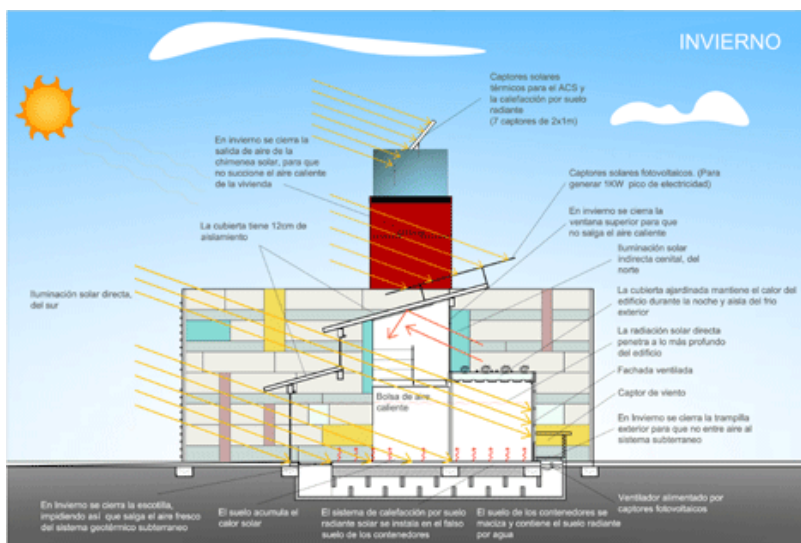 INVIERNO
Captores solares
térmicos para el ACS y
la calefacción por suelo
radiante
(7 captores de 2x1m)
En invierno se cierra la
salida de aire de la
chimenea solar, para que
no succione el aire caliente
de la vivienda
Captores solares fotovoltaicos. (Para
generar 1KW pico de electricidad)
La cubierta tiene 12cm de
aislamiento
En invierno se cierra la
ventana superior para que
no salga el aire caliente
Iluminación solar
indirecta cenital, del
norte
Iluminación solar directa,
del sur
La cubierta ajardinada mantiene el calor del
edificio durante la noche y aisla del frio
exterior
La radiación solar directa
penetra a lo más profundo
del edificio
Fachada ventilada
Captor de viento
Bolsa de aire
caliente
En Invierno se cierra la trampilla
exterior para que no entre aire al
sistema subterraneo
En Invierno se cierra la escotilla,
impidiendo así que salga el aire fresco
del sistema geotérmico subterraneo
El suelo acumula el
calor solar
El sistema de calefacción por suelo
radiante solar se instala en el falso
suelo de los contenedores
El suelo de los contenedores se
maciza y contiene el suelo radiante
por agua
Ventilador alimentado por
captores fotovoltaicos